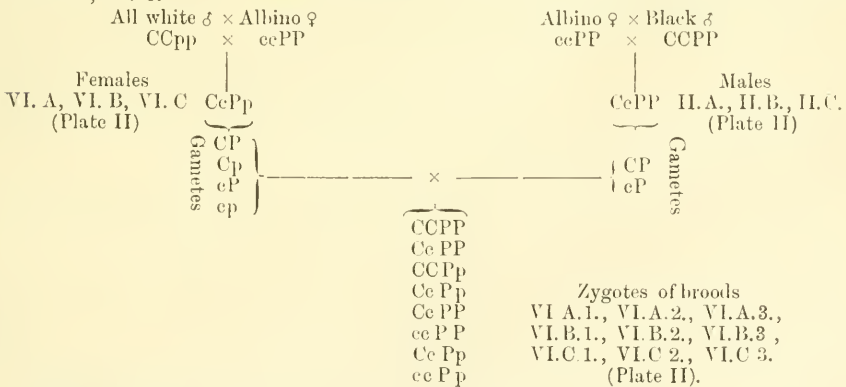 All white ♂ × Albino ♀
CCpp × ccPP
Albino ♀ × Black ♂
ccPP × CCPP
Females
VI. A, VI. B, VI. C CcPp
(Plate II)
Males
CcPP II.A., II.B., II.C.
(Plate II)
Gametes
CP
Cp
cP
cp
×
CP
cP
Gametes
CCPP
Cc PP
CC Pp
Cc Pp
Cc PP
cc P P
Cc Pp
cc P p
Zygotes of broods
VI A.1., VI.A.2., VI.A.3.,
VI.B.1., VI.B.2., VI.B.3 ,
VI.C.1., VI.C 2., VI.C 3.
(Plate II).